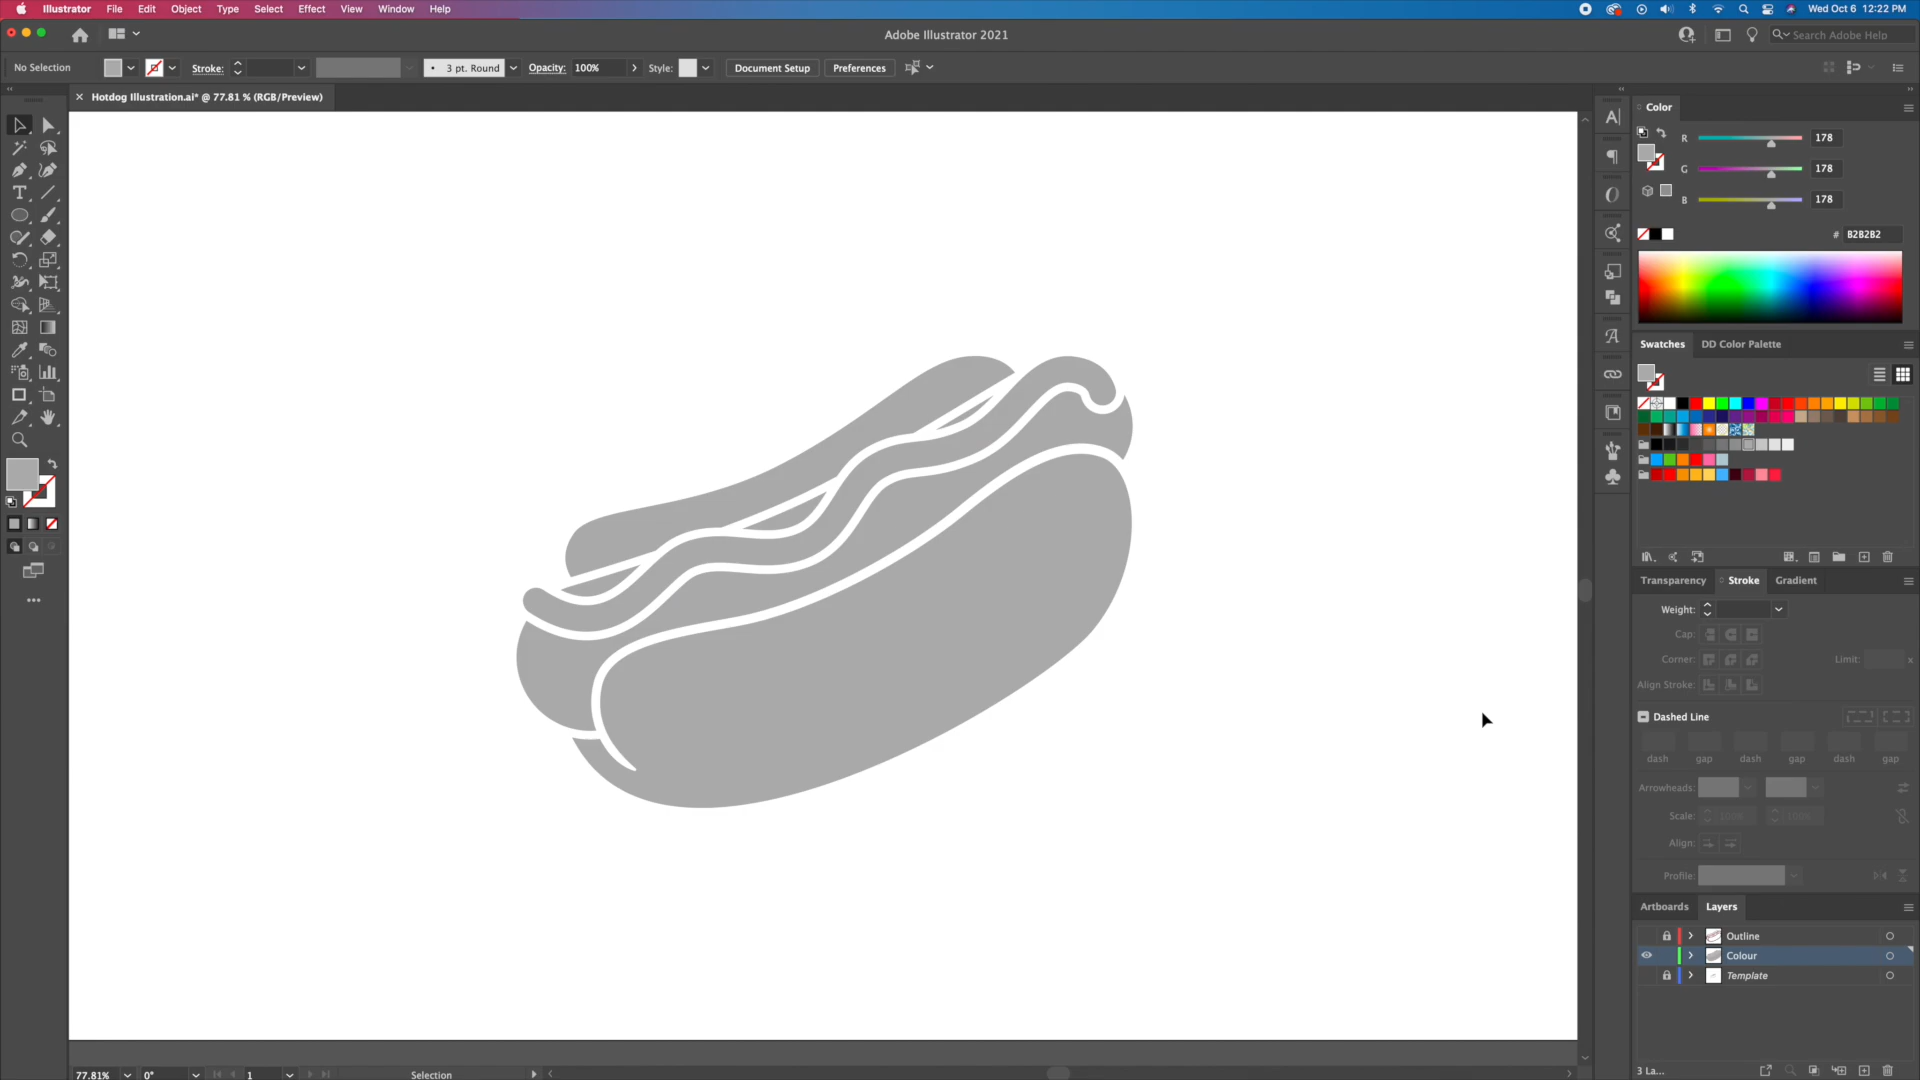 Illustrator File Edit Object Type Select Effect View Window Help
Wed Oct 6 12:22 PM
Adobe Illustrator 2021
Search Adobe Help
No Selection Stroke: 3 pt. Round Opacity: 100% Style: Document Setup Preferences
Hotdog Illustration.ai* @ 77.81 % (RGB/Preview)
Color
R 178
G 178
B 178
# B2B2B2
Swatches DD Color Palette
Transparency Stroke Gradient
Weight:
Cap:
Corner: Limit: x
Align Stroke:
Dashed Line
dash gap dash gap dash gap
Arrowheads:
Scale: 100% 100%
Align:
Profile:
Artboards Layers
Outline
Colour
Template
3 La...
77.81% 0° 1 Selection